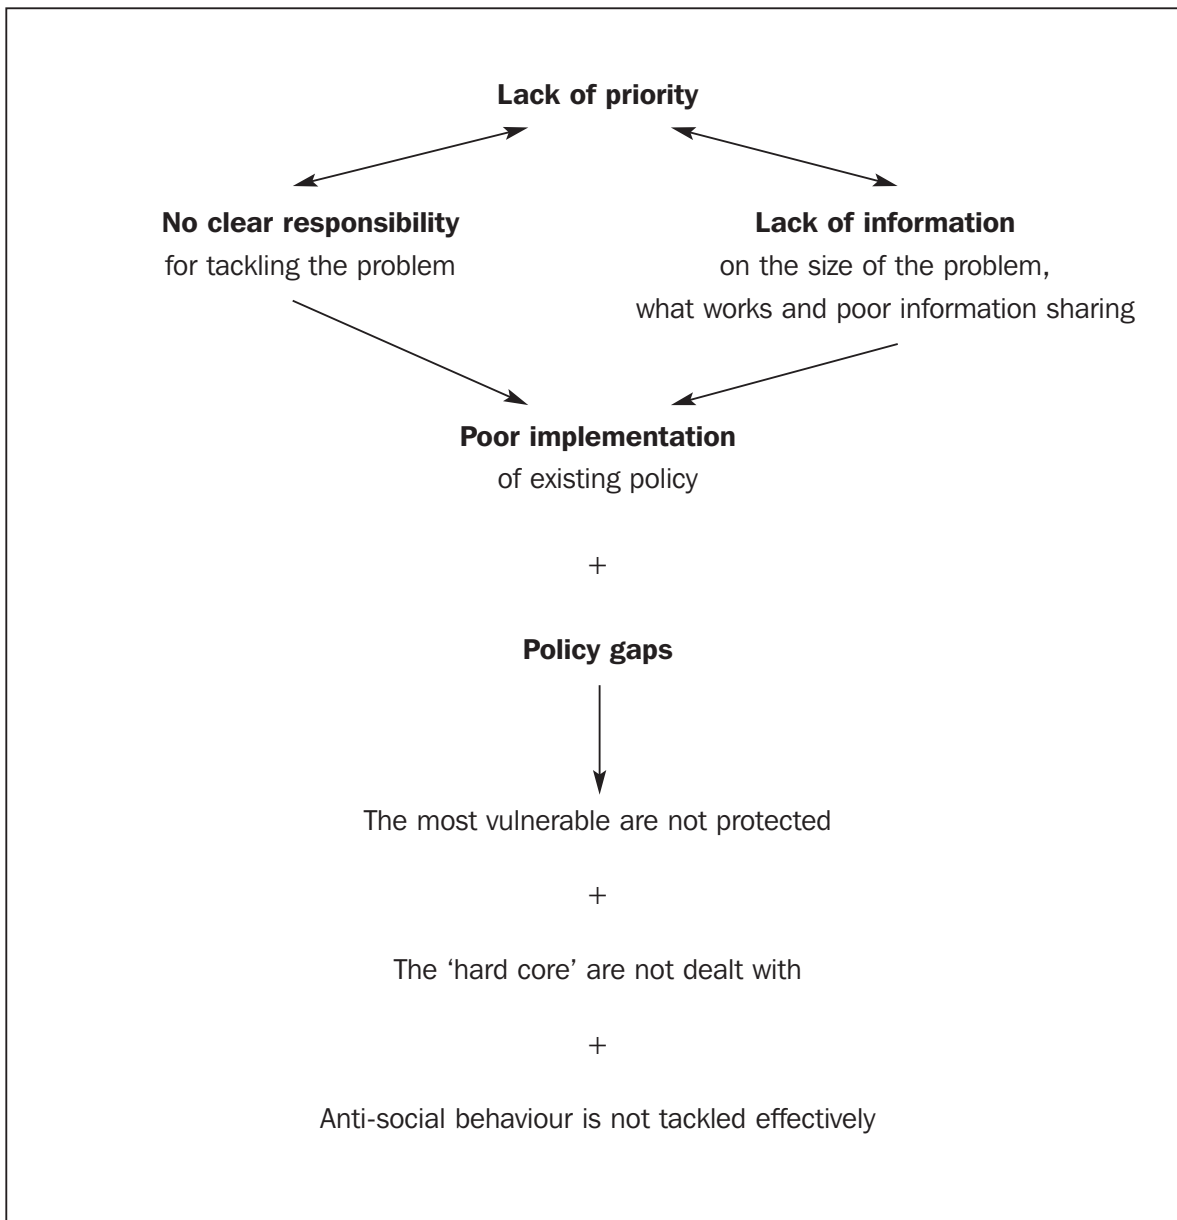 Lack of priority
No clear responsibility
for tackling the problem
Lack of information
on the size of the problem,
what works and poor information sharing
Poor implementation
of existing policy
+
Policy gaps
The most vulnerable are not protected
+
The ‘hard core’ are not dealt with
+
Anti-social behaviour is not tackled effectively